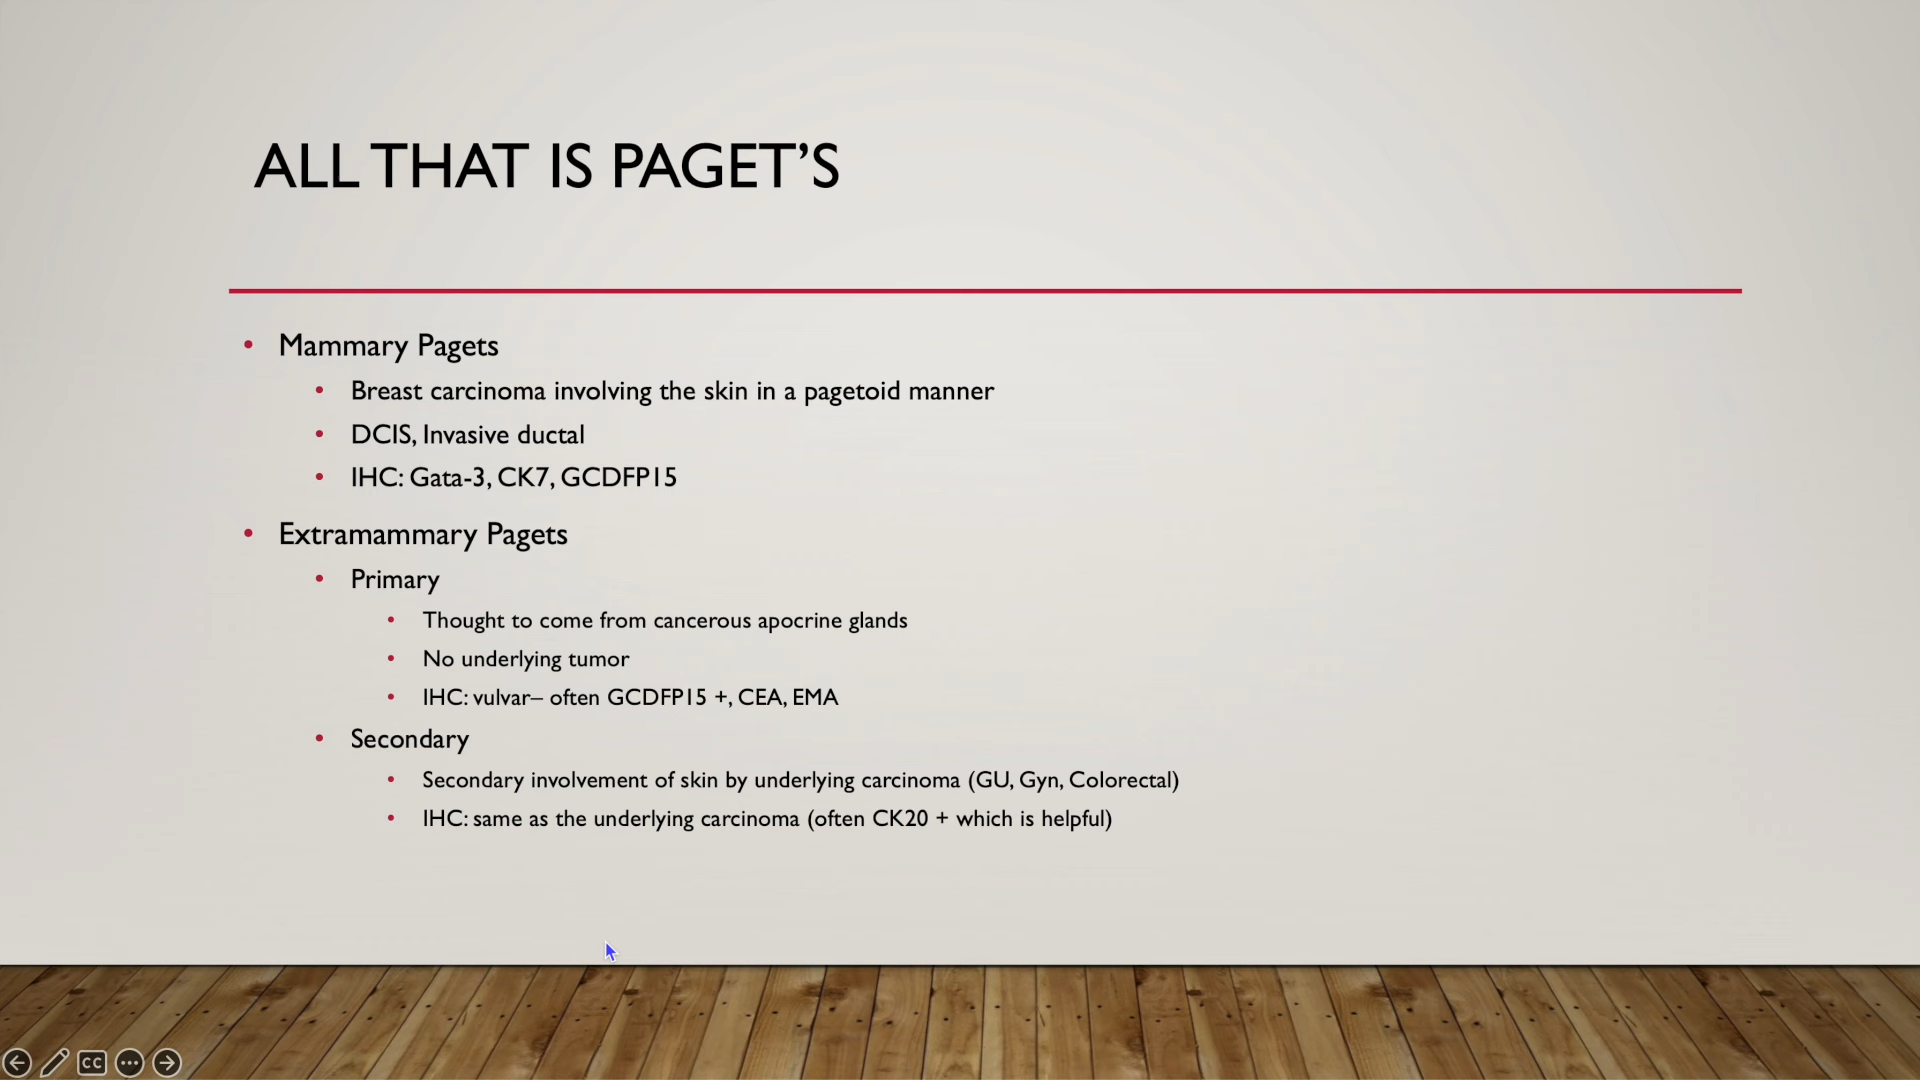 ALL THAT IS PAGET’S
• Mammary Pagets
• Breast carcinoma involving the skin in a pagetoid manner
• DCIS, Invasive ductal
• IHC: Gata-3, CK7, GCDFP15
• Extramammary Pagets
• Primary
• Thought to come from cancerous apocrine glands
• No underlying tumor
• IHC: vulvar– often GCDFP15 +, CEA, EMA
• Secondary
• Secondary involvement of skin by underlying carcinoma (GU, Gyn, Colorectal)
• IHC: same as the underlying carcinoma (often CK20 + which is helpful)
CC